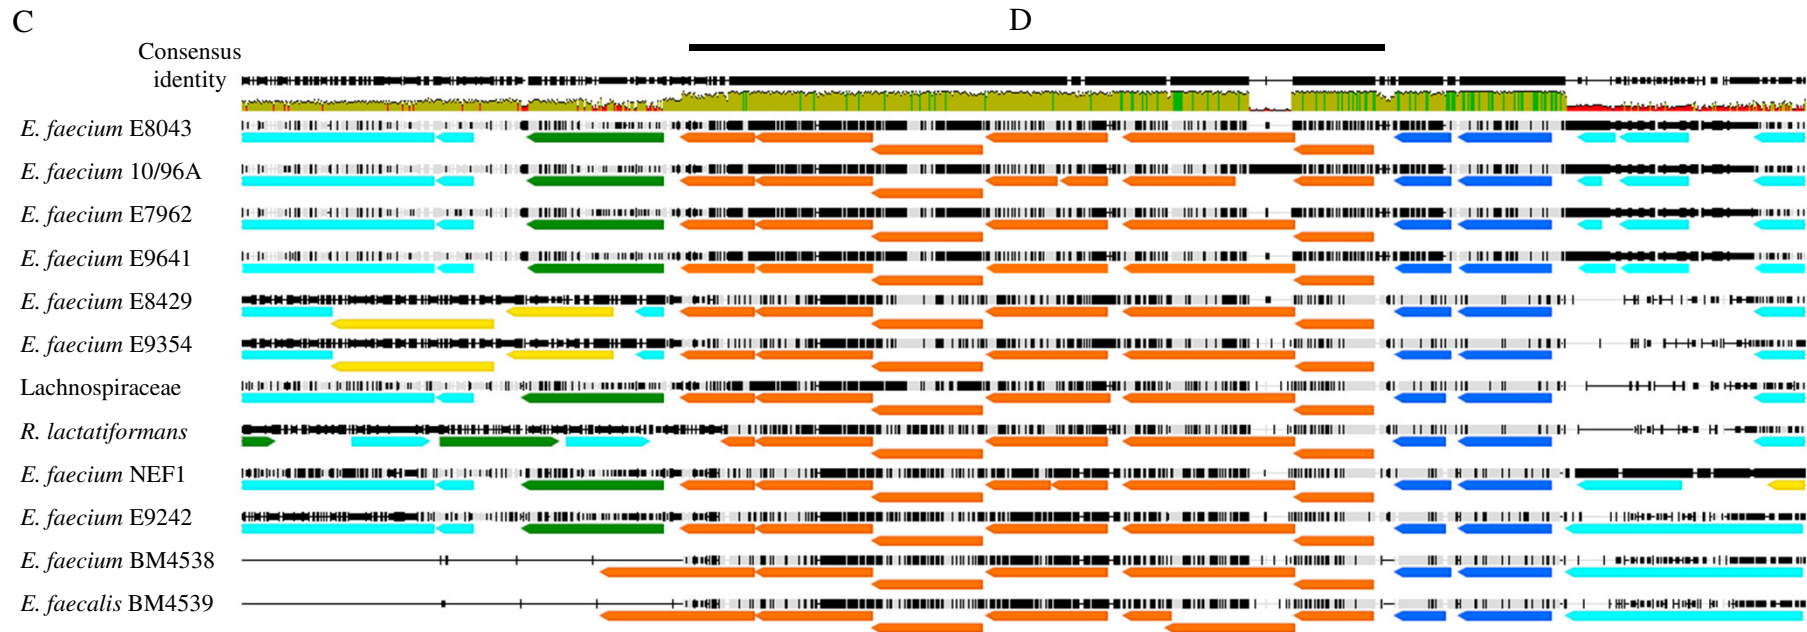 C
D
Consensus
identity
E. faecium E8043
E. faecium 10/96A
E. faecium E7962
E. faecium E9641
E. faecium E8429
E. faecium E9354
Lachnospiraceae
R. lactatiformans
E. faecium NEF1
E. faecium E9242
E. faecium BM4538
E. faecalis BM4539